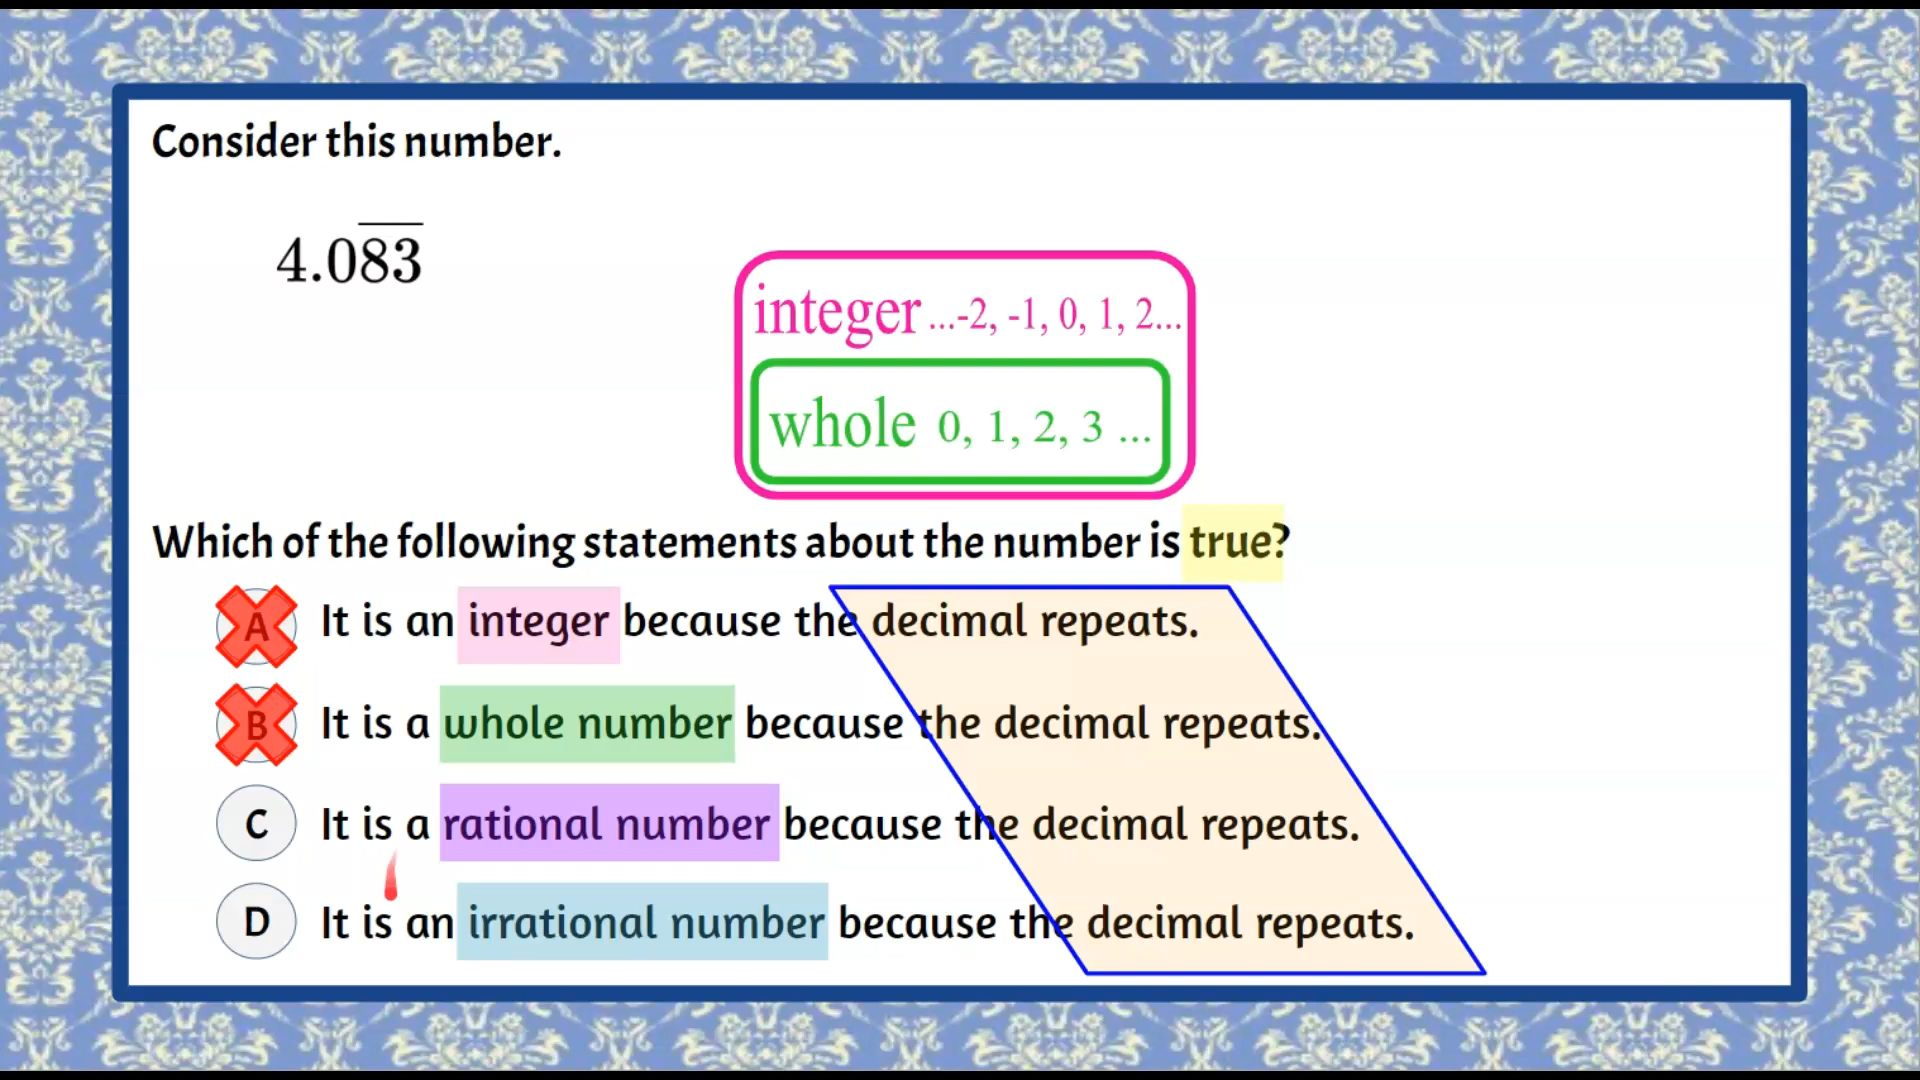 Consider this number.
4.08̅3̅
integer ...-2, -1, 0, 1, 2...
whole 0, 1, 2, 3 ...
Which of the following statements about the number is true?
A It is an integer because the decimal repeats.
B It is a whole number because the decimal repeats.
C It is a rational number because the decimal repeats.
D It is an irrational number because the decimal repeats.